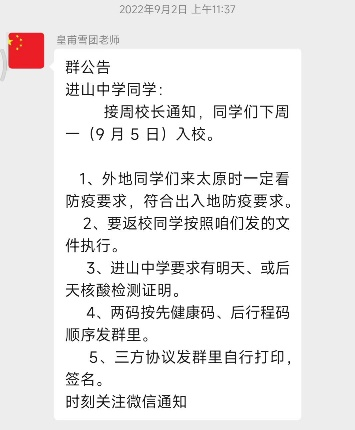 2022年9月2日 上午11:37
皇甫雪团老师
群公告
进山中学同学：
接周校长通知，同学们下周
一（9 月 5 日）入校。
1、外地同学们来太原时一定看
防疫要求，符合出入地防疫要求。
2、要返校同学按照咱们发的文
件执行。
3、进山中学要求有明天、或后
天核酸检测证明。
4、两码按先健康码、后行程码
顺序发群里。
5、三方协议发群里自行打印，
签名。
时刻关注微信通知